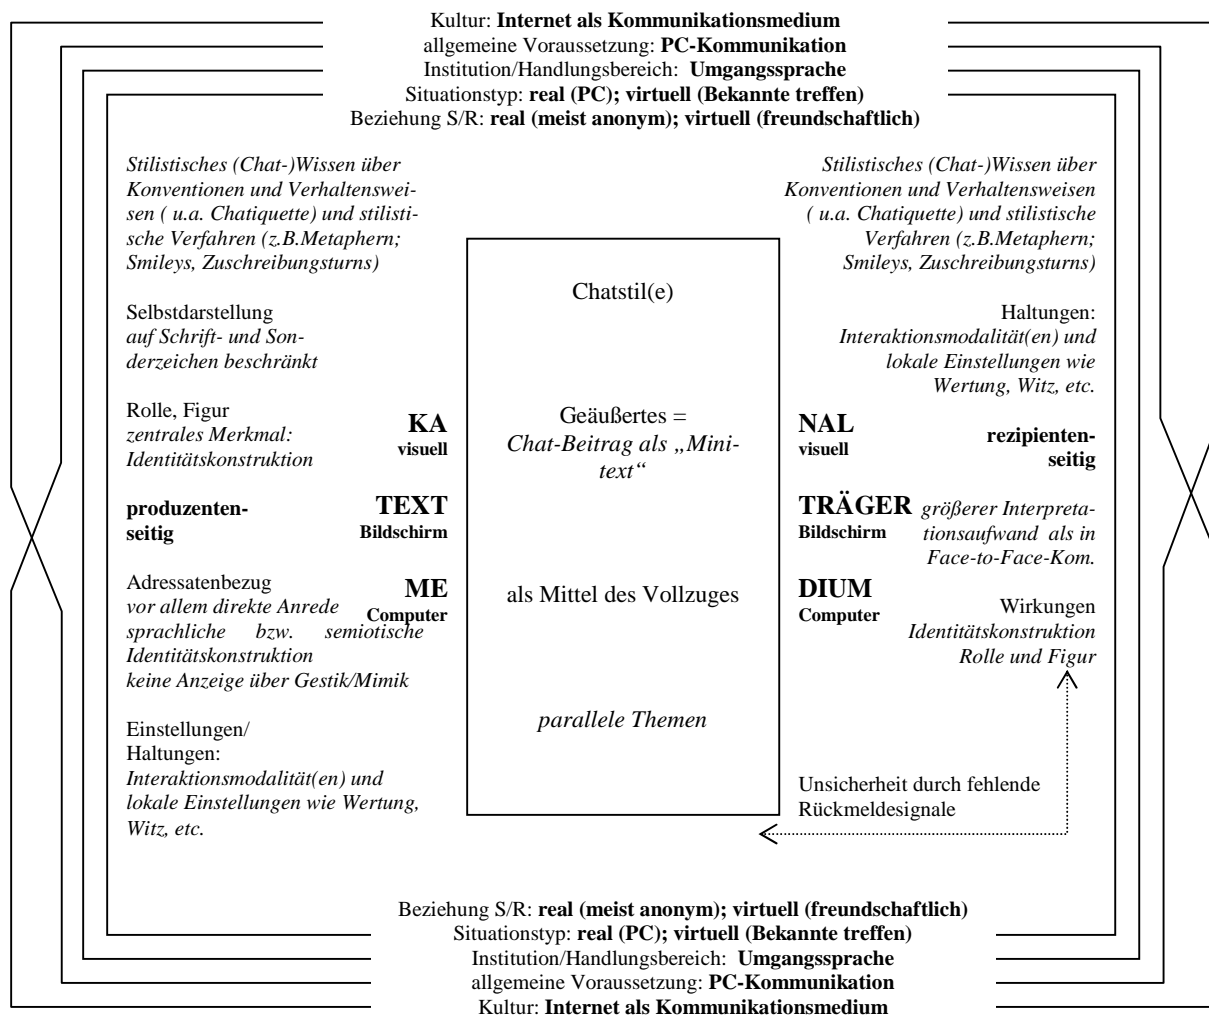 Kultur: Internet als Kommunikationsmedium
allgemeine Voraussetzung: PC-Kommunikation
Institution/Handlungsbereich: Umgangssprache
Situationstyp: real (PC); virtuell (Bekannte treffen)
Beziehung S/R: real (meist anonym); virtuell (freundschaftlich)
Stilistisches (Chat-)Wissen über
Konventionen und Verhaltenswei-
sen ( u.a. Chatiquette) und stilisti-
sche Verfahren (z.B.Metaphern;
Smileys, Zuschreibungsturns)
Selbstdarstellung
auf Schrift- und Son-
derzeichen beschränkt
Rolle, Figur
zentrales Merkmal:
Identitätskonstruktion
produzenten-
seitig
Adressatenbezug
vor allem direkte Anrede
sprachliche bzw. semiotische
Identitätskonstruktion
keine Anzeige über Gestik/Mimik
Einstellungen/
Haltungen:
Interaktionsmodalität(en) und
lokale Einstellungen wie Wertung,
Witz, etc.
KA
visuell
TEXT
Bildschirm
ME
Computer
Chatstil(e)
Geäußertes =
Chat-Beitrag als „Mini-
text“
als Mittel des Vollzuges
parallele Themen
NAL
visuell
TRÄGER
Bildschirm
DIUM
Computer
Stilistisches (Chat-)Wissen über
Konventionen und Verhaltensweisen
( u.a. Chatiquette) und stilistische
Verfahren (z.B.Metaphern;
Smileys, Zuschreibungsturns)
Haltungen:
Interaktionsmodalität(en) und
lokale Einstellungen wie
Wertung, Witz, etc.
rezipienten-
seitig
größerer Interpreta-
tionsaufwand als in
Face-to-Face-Kom.
Wirkungen
Identitätskonstruktion
Rolle und Figur
Unsicherheit durch fehlende
Rückmeldesignale
Beziehung S/R: real (meist anonym); virtuell (freundschaftlich)
Situationstyp: real (PC); virtuell (Bekannte treffen)
Institution/Handlungsbereich: Umgangssprache
allgemeine Voraussetzung: PC-Kommunikation
Kultur: Internet als Kommunikationsmedium